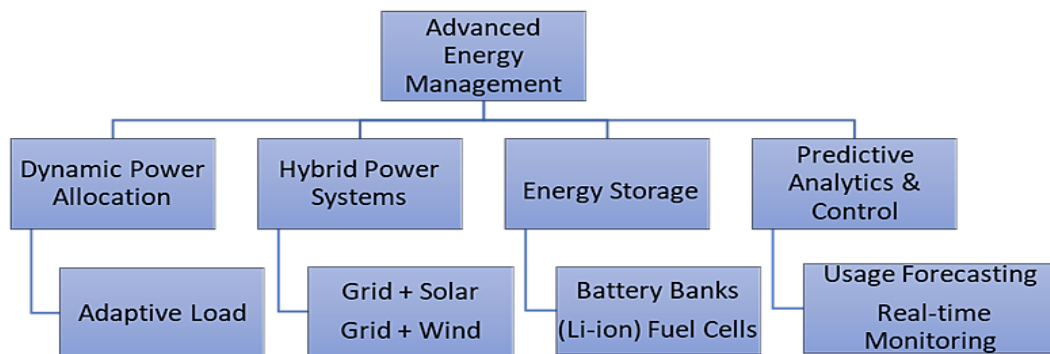 Advanced
Energy
Management
Dynamic Power
Allocation
Hybrid Power
Systems
Energy Storage
Predictive
Analytics &
Control
Adaptive Load
Grid + Solar
Grid + Wind
Battery Banks
(Li-ion) Fuel Cells
Usage Forecasting
Real-time
Monitoring